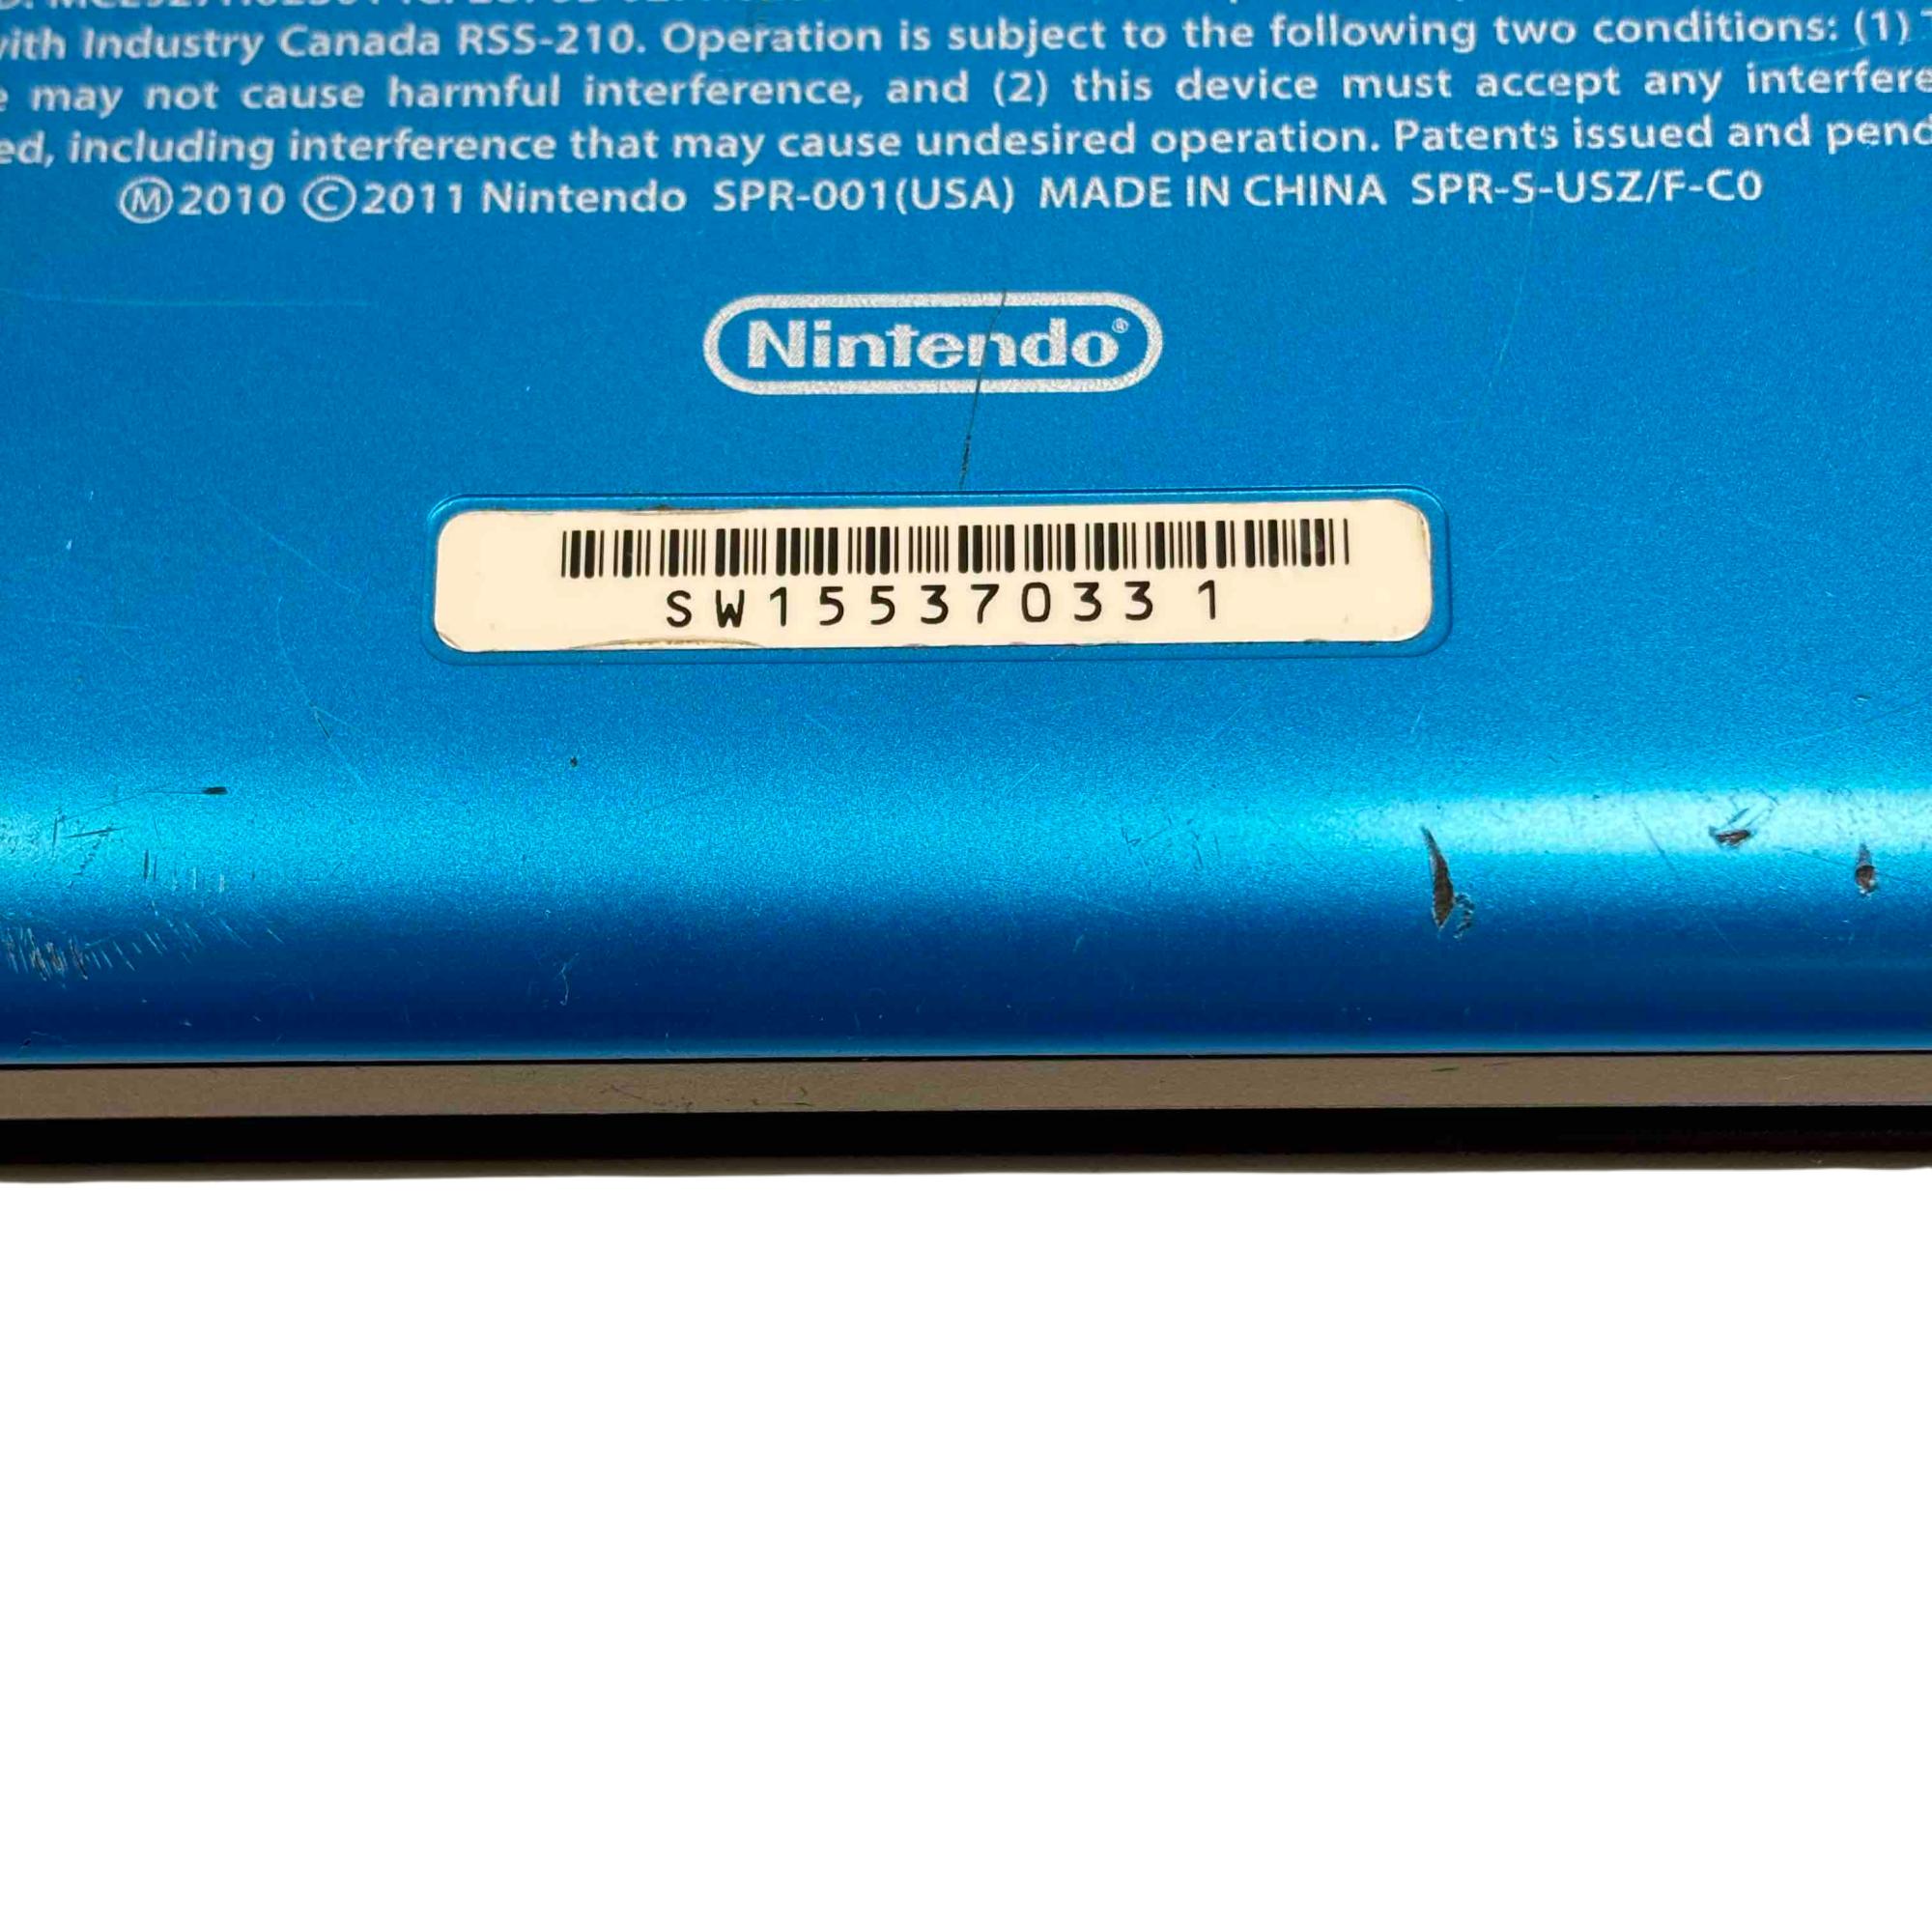 with Industry Canada RSS-210. Operation is subject to the following two conditions: (1)
may not cause harmful interference, and (2) this device must accept any interfere
ed, including interference that may cause undesired operation. Patents issued and pend
Ⓜ2010 ©2011 Nintendo SPR-001(USA) MADE IN CHINA SPR-S-USZ/F-C0
Nintendo®
SW15537033 1